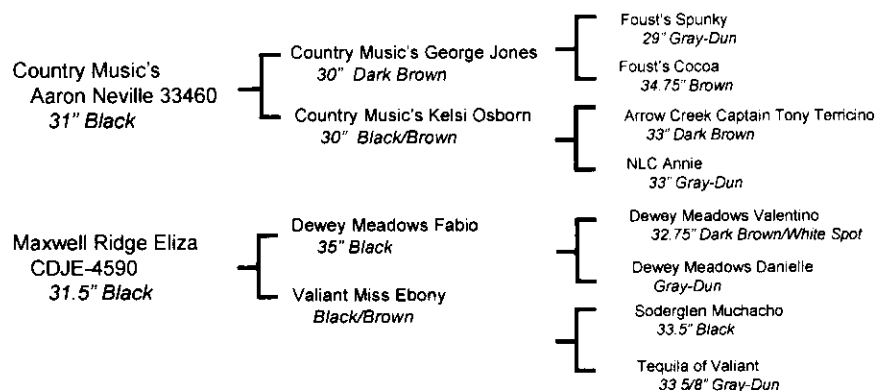 Country Music's
Aaron Neville 33460
31" Black
Country Music's George Jones
30" Dark Brown
Country Music's Kelsi Osborn
30" Black/Brown
Foust's Spunky
29" Gray-Dun
Foust's Cocoa
34.75" Brown
Arrow Creek Captain Tony Terricino
33" Dark Brown
NLC Annie
33" Gray-Dun
Maxwell Ridge Eliza
CDJE-4590
31.5" Black
Dewey Meadows Fabio
35" Black
Valiant Miss Ebony
Black/Brown
Dewey Meadows Valentino
32.75" Dark Brown/White Spot
Dewey Meadows Danielle
Gray-Dun
Soderglen Muchacho
33.5" Black
Tequila of Valiant
33 5/8" Gray-Dun